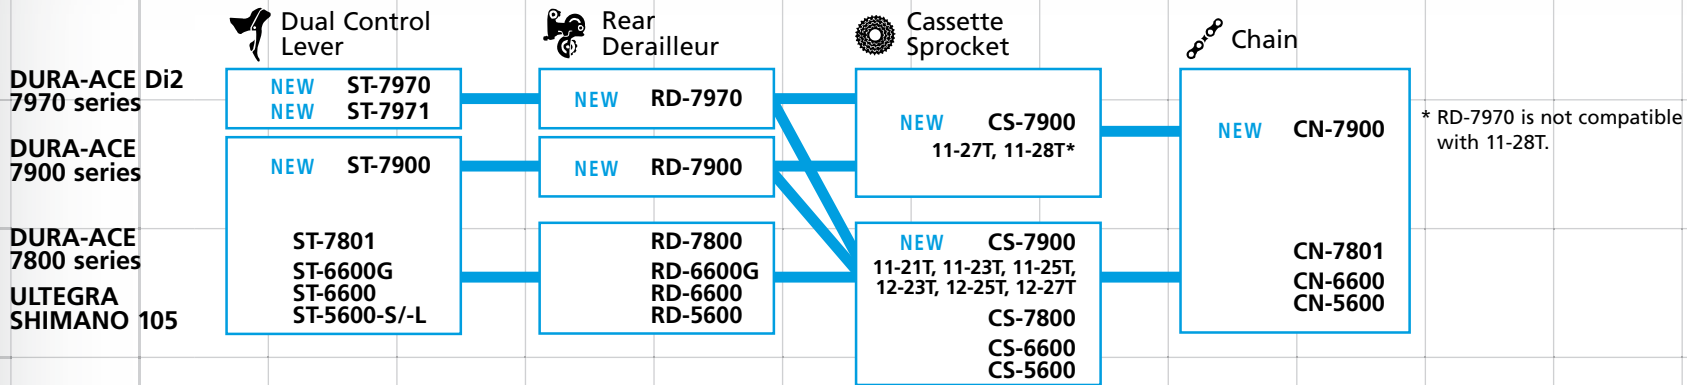 Dual Control
Lever
Rear
Derailleur
Cassette
Sprocket
Chain
DURA-ACE Di2
7970 series
NEW ST-7970
NEW ST-7971
NEW RD-7970
NEW CS-7900
11-27T, 11-28T*
NEW CN-7900
* RD-7970 is not compatible
with 11-28T.
DURA-ACE
7900 series
NEW ST-7900
NEW RD-7900
DURA-ACE
7800 series
ULTEGRA
SHIMANO 105
ST-7801
ST-6600G
ST-6600
ST-5600-S/-L
RD-7800
RD-6600G
RD-6600
RD-5600
NEW CS-7900
11-21T, 11-23T, 11-25T,
12-23T, 12-25T, 12-27T
CS-7800
CS-6600
CS-5600
CN-7801
CN-6600
CN-5600